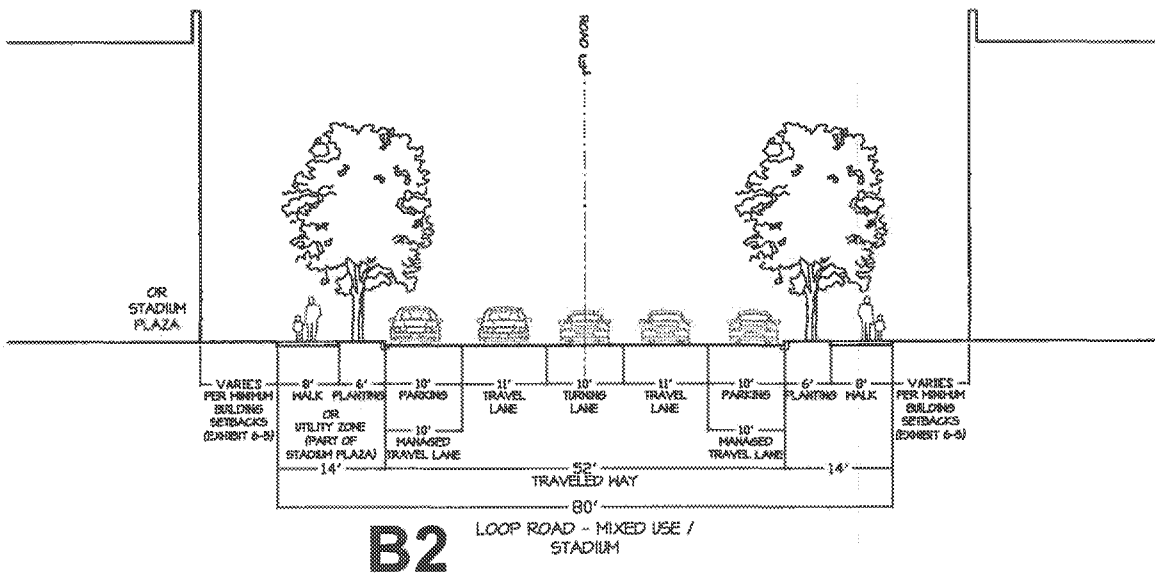 ROAD ℄
OR
STADIUM
PLAZA
VARIES
PER MINIMUM
BUILDING
SETBACKS
(EXHIBIT 6-5)
8'
WALK
6'
PLANTING
OR
UTILITY ZONE
(PART OF
STADIUM PLAZA)
10'
PARKING
11'
TRAVEL
LANE
10'
TURNING
LANE
11'
TRAVEL
LANE
10'
PARKING
6'
PLANTING
8'
WALK
VARIES
PER MINIMUM
BUILDING
SETBACKS
(EXHIBIT 6-5)
10'
MANAGED
TRAVEL LANE
10'
MANAGED
TRAVEL LANE
14'
52'
TRAVELED WAY
14'
80'
B2
LOOP ROAD - MIXED USE /
STADIUM